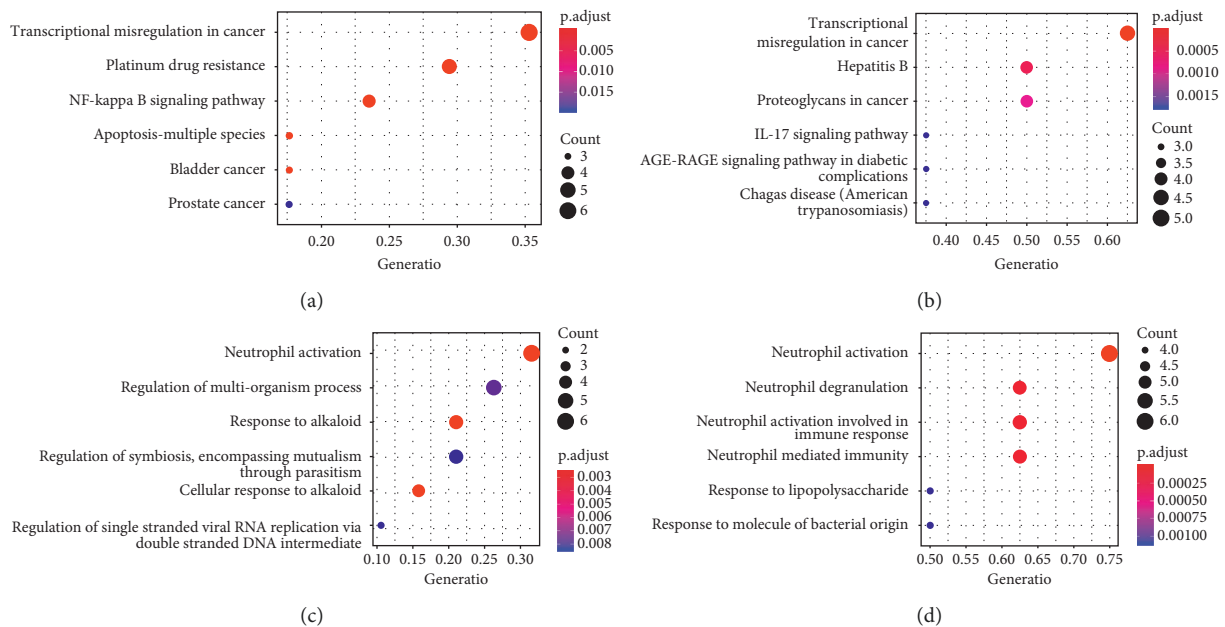 Transcriptional misregulation in cancer
Platinum drug resistance
NF-kappa B signaling pathway
Apoptosis-multiple species
Bladder cancer
Prostate cancer
0.20 0.25 0.30 0.35
Generatio
p.adjust
0.005
0.010
0.015
Count
3
4
5
6
(a)
Transcriptional
misregulation in cancer
Hepatitis B
Proteoglycans in cancer
IL-17 signaling pathway
AGE-RAGE signaling pathway in diabetic
complications
Chagas disease (American
trypanosomiasis)
0.40 0.45 0.50 0.55 0.60
Generatio
p.adjust
0.0005
0.0010
0.0015
Count
3.0
3.5
4.0
4.5
5.0
(b)
Neutrophil activation
Regulation of multi-organism process
Response to alkaloid
Regulation of symbiosis, encompassing mutualism
through parasitism
Cellular response to alkaloid
Regulation of single stranded viral RNA replication via
double stranded DNA intermediate
0.10 0.15 0.20 0.25 0.30
Generatio
Count
2
3
4
5
6
p.adjust
0.003
0.004
0.005
0.006
0.007
0.008
(c)
Neutrophil activation
Neutrophil degranulation
Neutrophil activation involved in
immune response
Neutrophil mediated immunity
Response to lipopolysaccharide
Response to molecule of bacterial origin
0.50 0.55 0.60 0.65 0.70 0.75
Generatio
Count
4.0
4.5
5.0
5.5
6.0
p.adjust
0.00025
0.00050
0.00075
0.00100
(d)